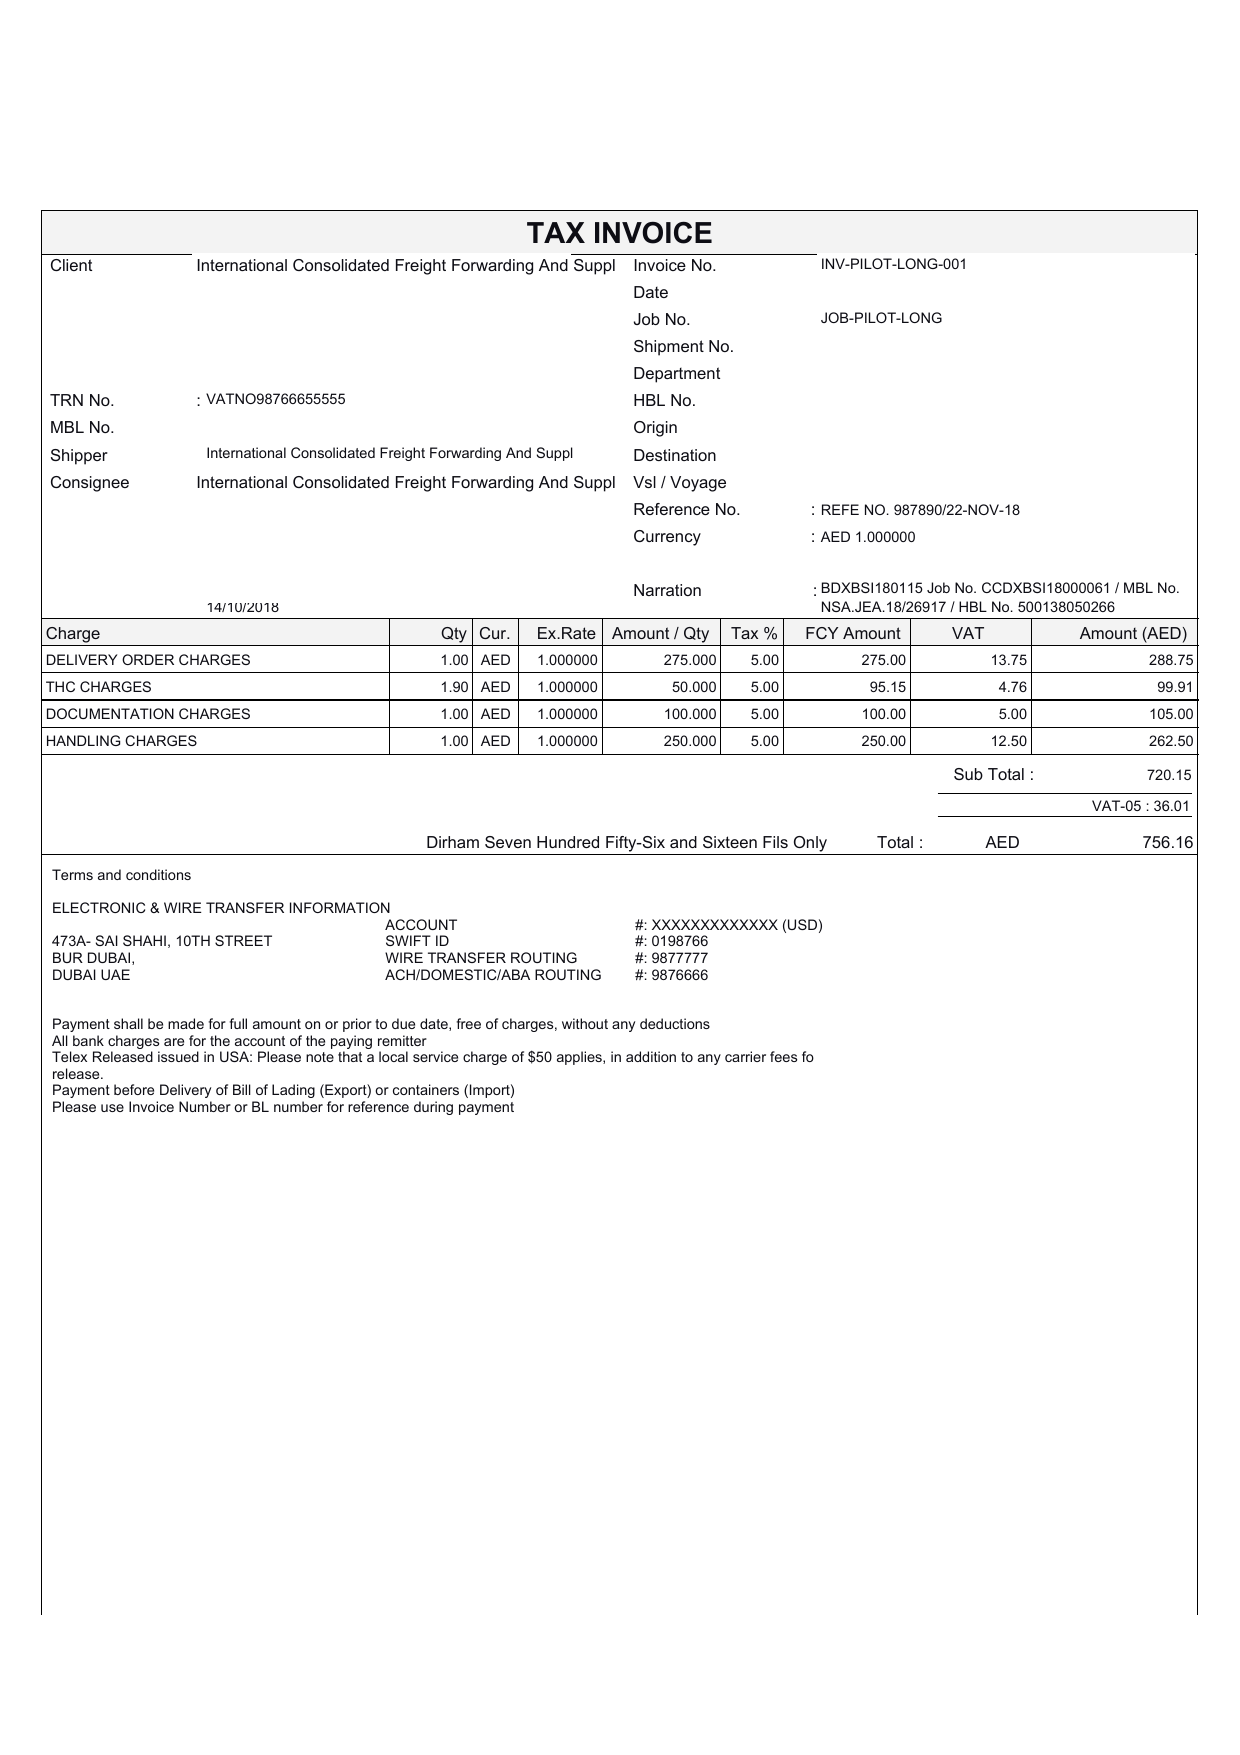 TAX INVOICE
Client International Consolidated Freight Forwarding And Suppl Invoice No. INV-PILOT-LONG-001
Date
Job No. JOB-PILOT-LONG
Shipment No.
Department
TRN No. : VATNO98766655555 HBL No.
MBL No. Origin
Shipper International Consolidated Freight Forwarding And Suppl Destination
Consignee International Consolidated Freight Forwarding And Suppl Vsl / Voyage
Reference No. : REFE NO. 987890/22-NOV-18
Currency : AED 1.000000
Narration : BDXBSI180115 Job No. CCDXBSI18000061 / MBL No.
14/10/2018 NSA.JEA.18/26917 / HBL No. 500138050266
Charge Qty Cur. Ex.Rate Amount / Qty Tax % FCY Amount VAT Amount (AED)
DELIVERY ORDER CHARGES 1.00 AED 1.000000 275.000 5.00 275.00 13.75 288.75
THC CHARGES 1.90 AED 1.000000 50.000 5.00 95.15 4.76 99.91
DOCUMENTATION CHARGES 1.00 AED 1.000000 100.000 5.00 100.00 5.00 105.00
HANDLING CHARGES 1.00 AED 1.000000 250.000 5.00 250.00 12.50 262.50
Sub Total : 720.15
VAT-05 : 36.01
Dirham Seven Hundred Fifty-Six and Sixteen Fils Only Total : AED 756.16
Terms and conditions
ELECTRONIC & WIRE TRANSFER INFORMATION
ACCOUNT #: XXXXXXXXXXXXX (USD)
473A- SAI SHAHI, 10TH STREET SWIFT ID #: 0198766
BUR DUBAI, WIRE TRANSFER ROUTING #: 9877777
DUBAI UAE ACH/DOMESTIC/ABA ROUTING #: 9876666
Payment shall be made for full amount on or prior to due date, free of charges, without any deductions
All bank charges are for the account of the paying remitter
Telex Released issued in USA: Please note that a local service charge of $50 applies, in addition to any carrier fees fo
release.
Payment before Delivery of Bill of Lading (Export) or containers (Import)
Please use Invoice Number or BL number for reference during payment